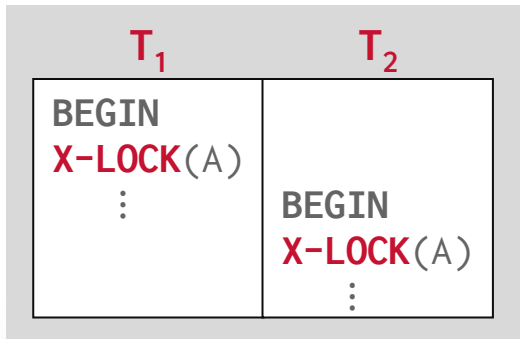 T₁ T₂
BEGIN
X-LOCK(A)
⋮
BEGIN
X-LOCK(A)
⋮